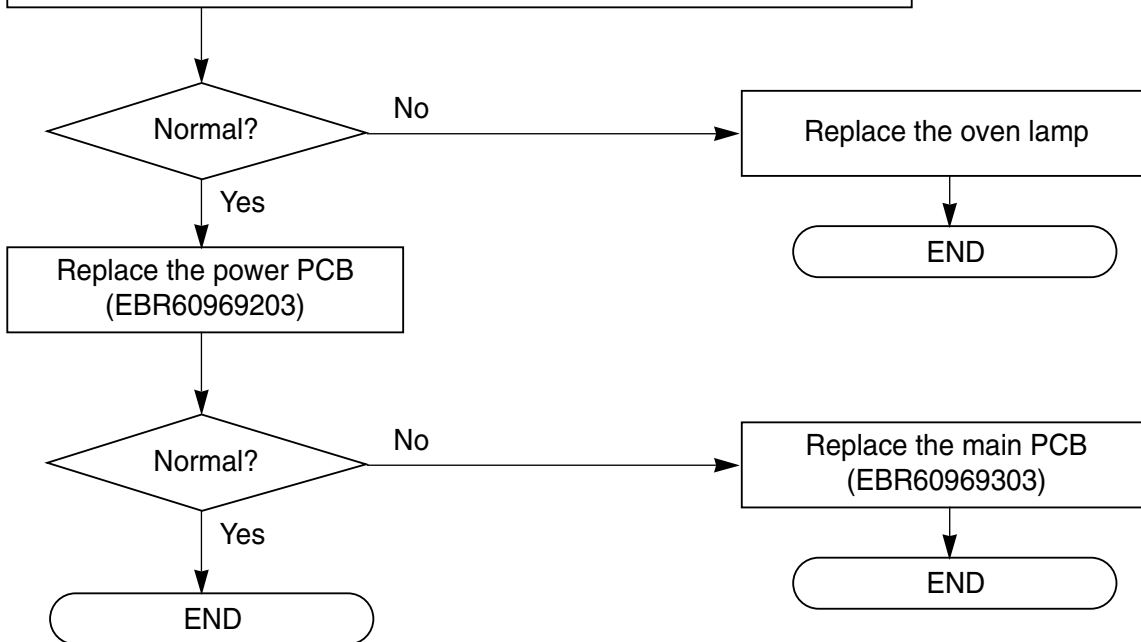 Normal?
No
Replace the oven lamp
Yes
END
Replace the power PCB
(EBR60969203)
Normal?
No
Replace the main PCB
(EBR60969303)
Yes
END
END